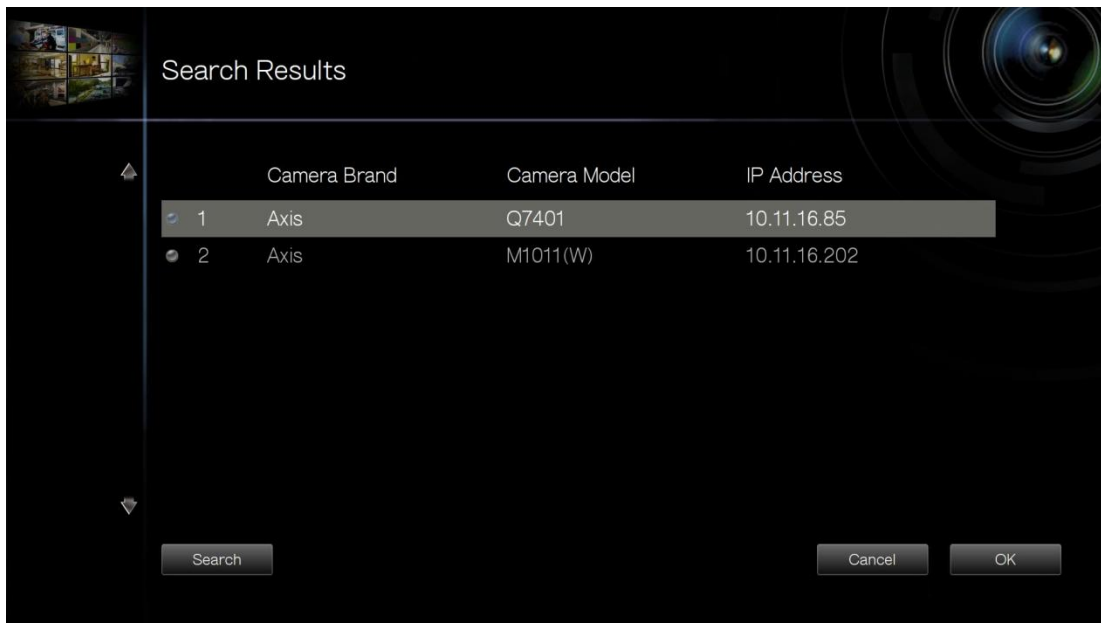 Search Results
Camera Brand Camera Model IP Address
1 Axis Q7401 10.11.16.85
2 Axis M1011(W) 10.11.16.202
Search Cancel OK